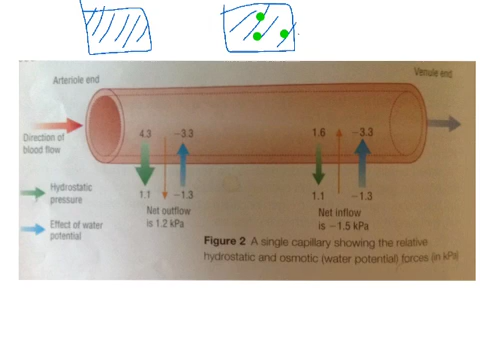 Arteriole end
Venule end
Direction of
blood flow
4.3
−3.3
1.6
−3.3
Hydrostatic
pressure
1.1
−1.3
1.1
−1.3
Net outflow
is 1.2 kPa
Net inflow
is −1.5 kPa
Effect of water
potential
Figure 2 A single capillary showing the relative
hydrostatic and osmotic (water potential) forces (in kPa)